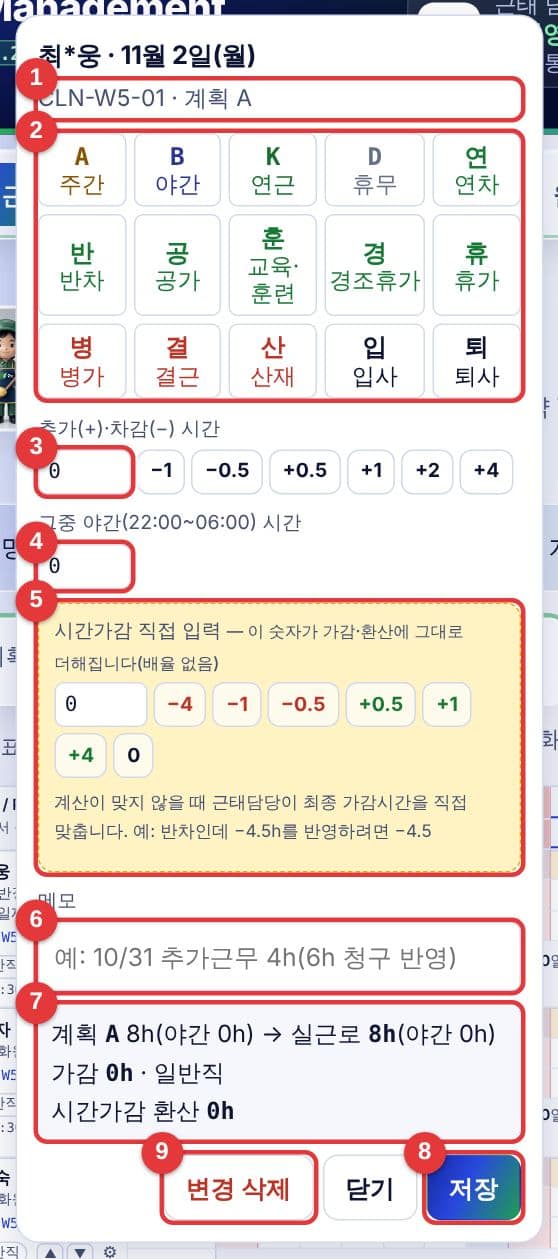 Management
근태 담
최*웅 · 11월 2일(월)
1
CLN-W5-01 · 계획 A
2
A 주간
B 야간
K 연근
D 휴무
연 연차
반 반차
공 공가
훈 교육·훈련
경 경조휴가
휴 휴가
병 병가
결 결근
산 산재
입 입사
퇴 퇴사
추가(+)·차감(−) 시간
3
0 −1 −0.5 +0.5 +1 +2 +4
그중 야간(22:00~06:00) 시간
4
0
5
시간가감 직접 입력 — 이 숫자가 가감·환산에 그대로
더해집니다(배율 없음)
0 −4 −1 −0.5 +0.5 +1
+4 0
계산이 맞지 않을 때 근태담당이 최종 가감시간을 직접
맞춥니다. 예: 반차인데 −4.5h를 반영하려면 −4.5
메모
6
예: 10/31 추가근무 4h(6h 청구 반영)
7
계획 A 8h(야간 0h) → 실근로 8h(야간 0h)
가감 0h · 일반직
시간가감 환산 0h
9 8
변경 삭제 닫기 저장